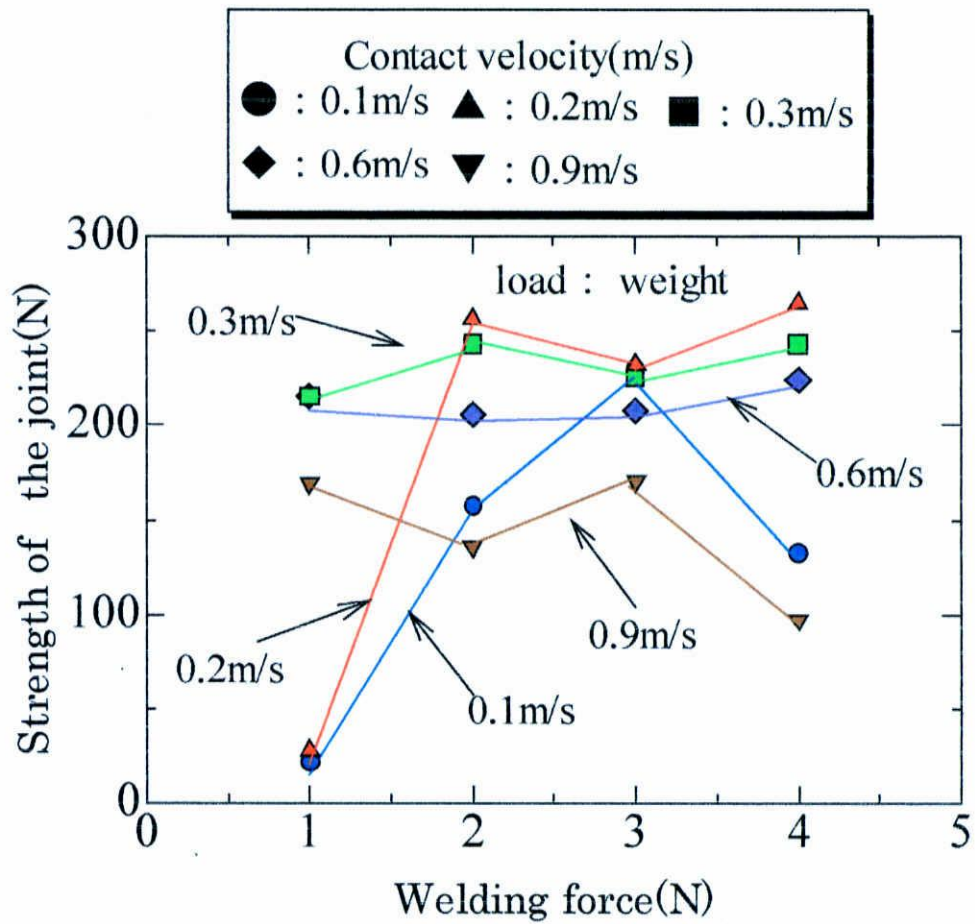 Contact velocity(m/s)
● : 0.1m/s ▲ : 0.2m/s ■ : 0.3m/s
◆ : 0.6m/s ▼ : 0.9m/s
300
load : weight
0.3m/s
200
0.6m/s
100
0.9m/s
0.2m/s
0.1m/s
0
0 1 2 3 4 5
Strength of the joint(N)
Welding force(N)